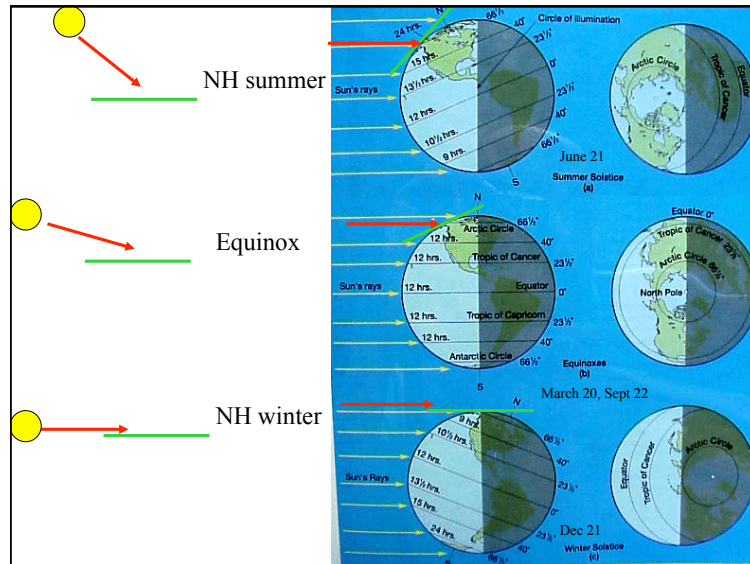 NH summer
N
24 hrs.
66½°
40°
Circle of illumination
23½°
15 hrs.
0°
Sun's rays
13½ hrs.
23½°
12 hrs.
40°
10½ hrs.
66½°
9 hrs.
S
June 21
Summer Solstice
(a)
Arctic Circle
Tropic of Cancer
Equator
Equinox
N
66½°
Arctic Circle
12 hrs.
40°
12 hrs.
Tropic of Cancer
23½°
Sun's rays
12 hrs.
Equator
0°
12 hrs.
Tropic of Capricorn
23½°
12 hrs.
40°
Antarctic Circle
66½°
S
Equinoxes
(b)
Equator 0°
Tropic of Cancer 23½°
Arctic Circle 66½°
North Pole
March 20, Sept 22
NH winter
N
9 hrs.
10½ hrs.
66½°
12 hrs.
40°
Sun's Rays
13½ hrs.
23½°
15 hrs.
0°
24 hrs.
23½°
40°
66½°
S
Dec 21
Winter Solstice
(c)
Equator
Tropic of Cancer
Arctic Circle